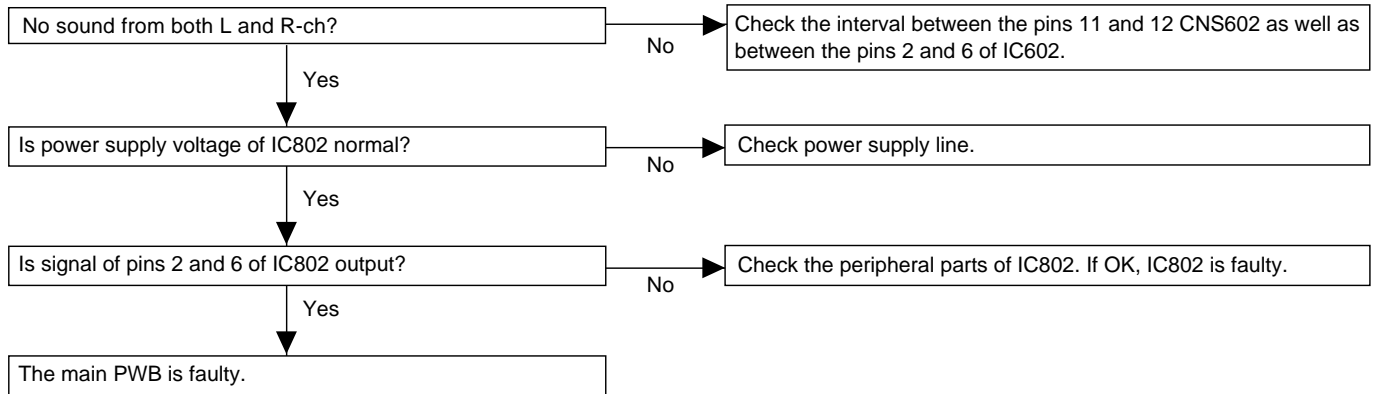 No sound from both L and R-ch?
No
Check the interval between the pins 11 and 12 CNS602 as well as
between the pins 2 and 6 of IC602.
Yes
Is power supply voltage of IC802 normal?
No
Check power supply line.
Yes
Is signal of pins 2 and 6 of IC802 output?
No
Check the peripheral parts of IC802. If OK, IC802 is faulty.
Yes
The main PWB is faulty.